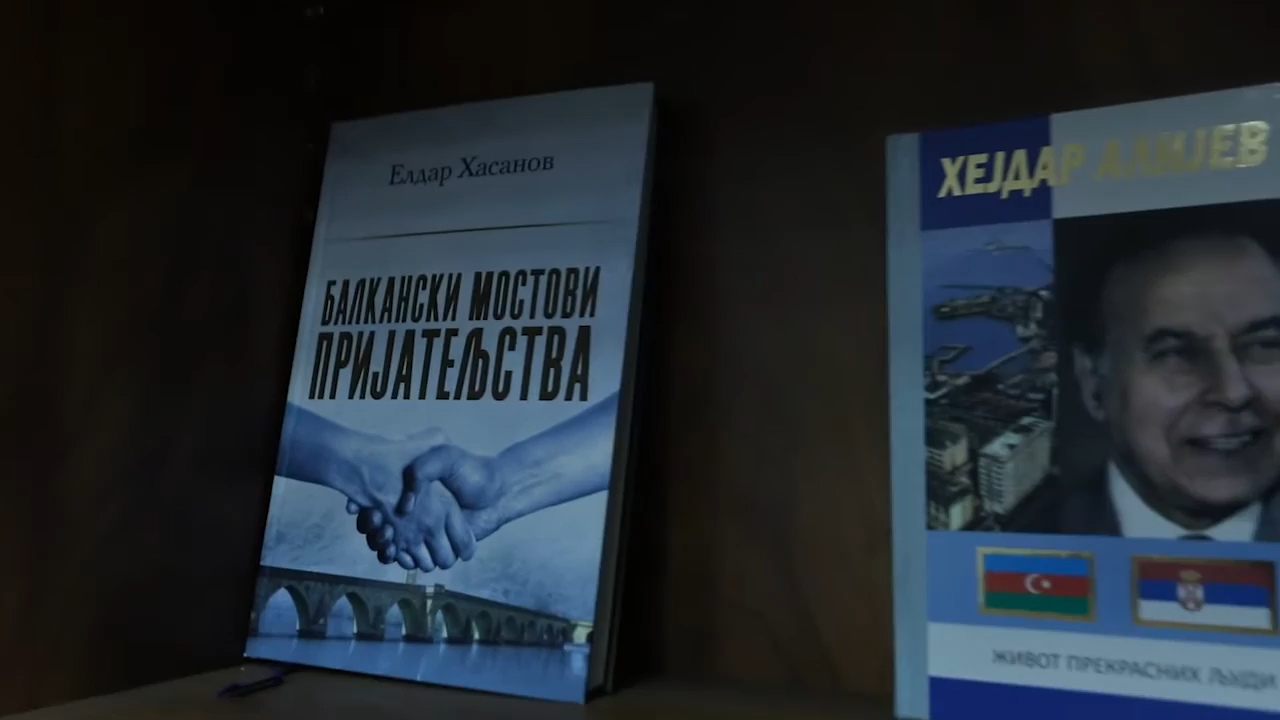 Елдар Хасанов
БАЛКАНСКИ МОСТОВИ
ПРИЈАТЕЉСТВА
ХЕЈДАР АЛИЈЕВ
ЖИВОТ ПРЕКРАСНИХ ЉУДИ